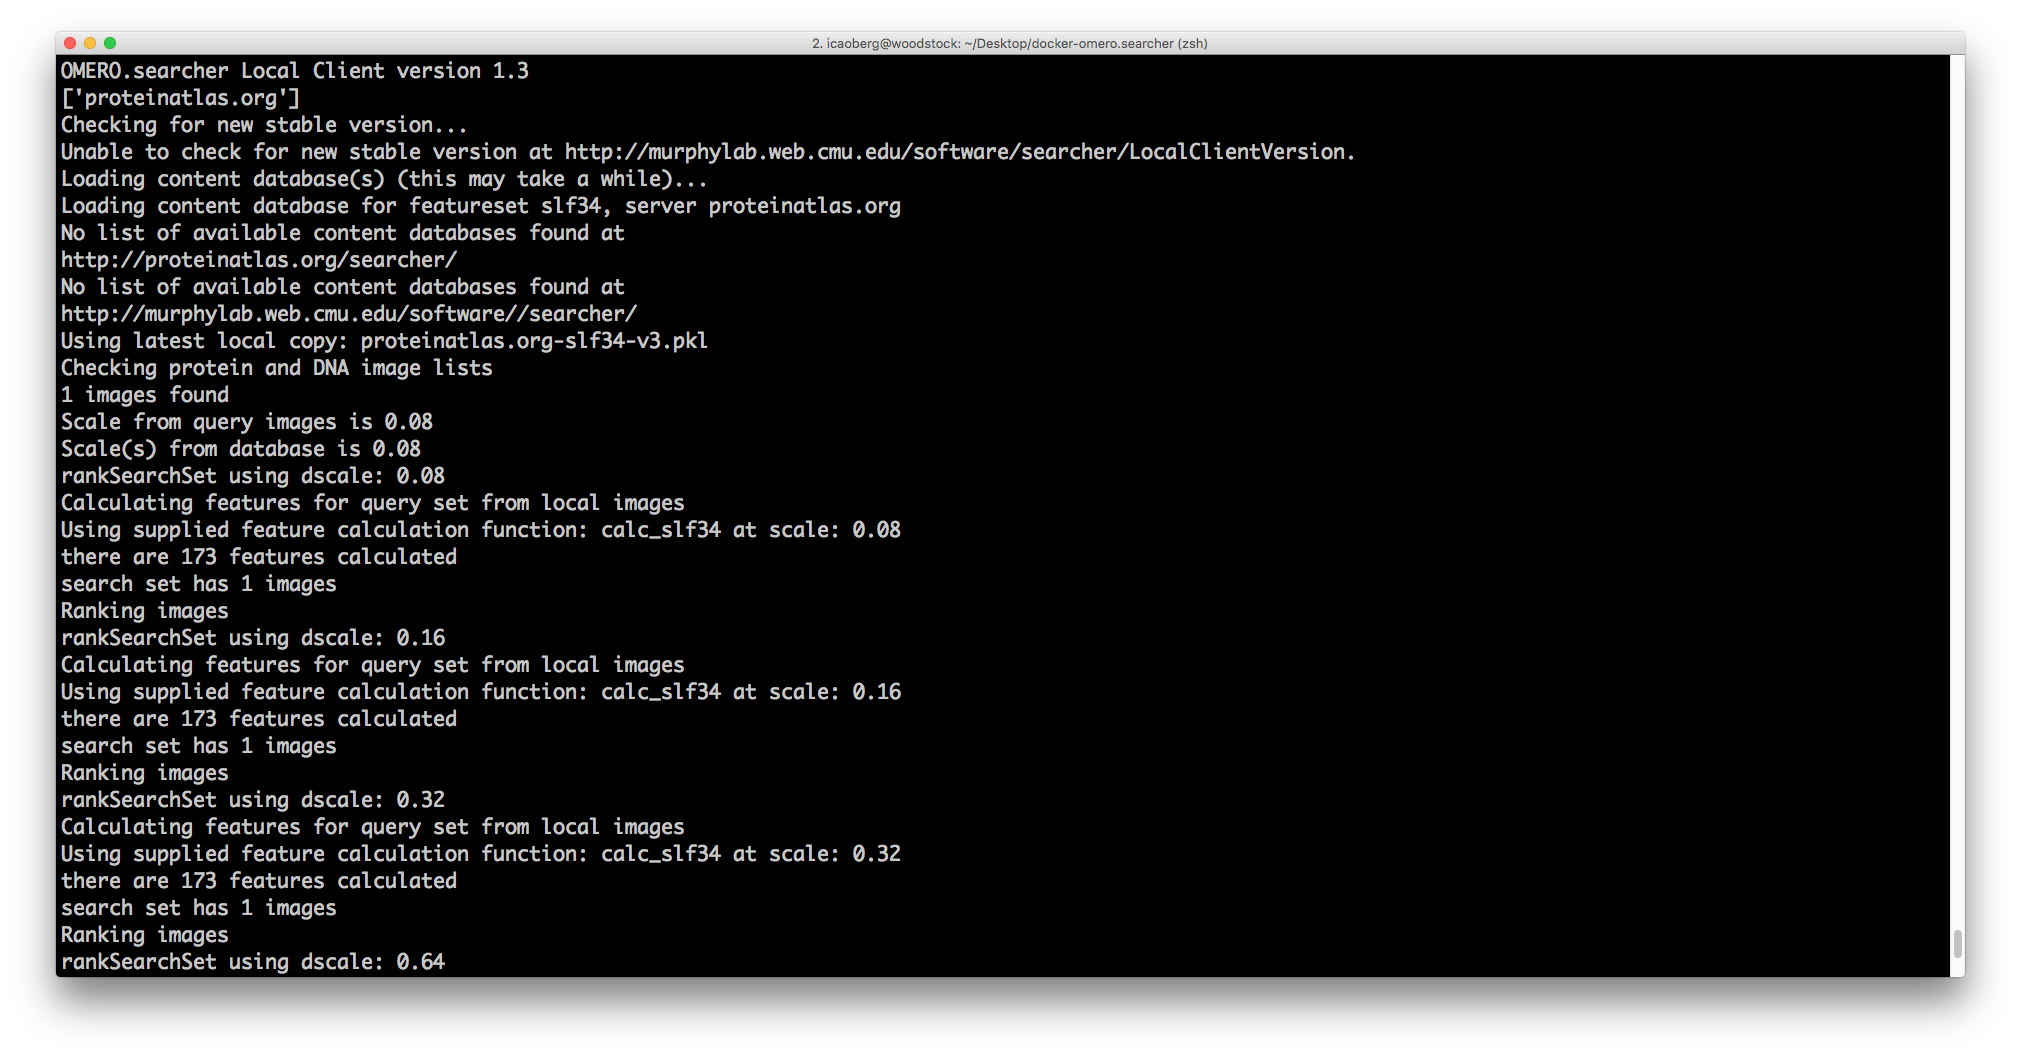 2. icaoberg@woodstock: ~/Desktop/docker-omero.searcher (zsh)
OMERO.searcher Local Client version 1.3
['proteinatlas.org']
Checking for new stable version...
Unable to check for new stable version at http://murphylab.web.cmu.edu/software/searcher/LocalClientVersion.
Loading content database(s) (this may take a while)...
Loading content database for featureset slf34, server proteinatlas.org
No list of available content databases found at
http://proteinatlas.org/searcher/
No list of available content databases found at
http://murphylab.web.cmu.edu/software//searcher/
Using latest local copy: proteinatlas.org-slf34-v3.pkl
Checking protein and DNA image lists
1 images found
Scale from query images is 0.08
Scale(s) from database is 0.08
rankSearchSet using dscale: 0.08
Calculating features for query set from local images
Using supplied feature calculation function: calc_slf34 at scale: 0.08
there are 173 features calculated
search set has 1 images
Ranking images
rankSearchSet using dscale: 0.16
Calculating features for query set from local images
Using supplied feature calculation function: calc_slf34 at scale: 0.16
there are 173 features calculated
search set has 1 images
Ranking images
rankSearchSet using dscale: 0.32
Calculating features for query set from local images
Using supplied feature calculation function: calc_slf34 at scale: 0.32
there are 173 features calculated
search set has 1 images
Ranking images
rankSearchSet using dscale: 0.64